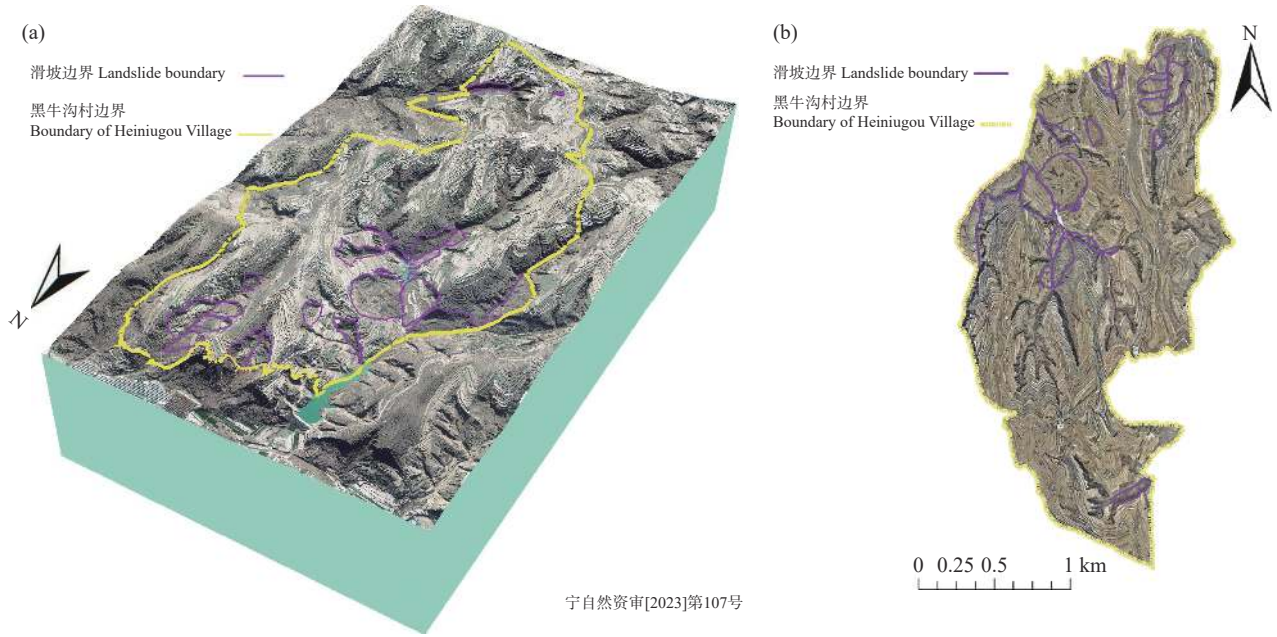 (a)
滑坡边界 Landslide boundary
黑牛沟村边界
Boundary of Heiniugou Village
N
宁自然资审[2023]第107号
(b)
N
滑坡边界 Landslide boundary
黑牛沟村边界
Boundary of Heiniugou Village
0 0.25 0.5 1 km